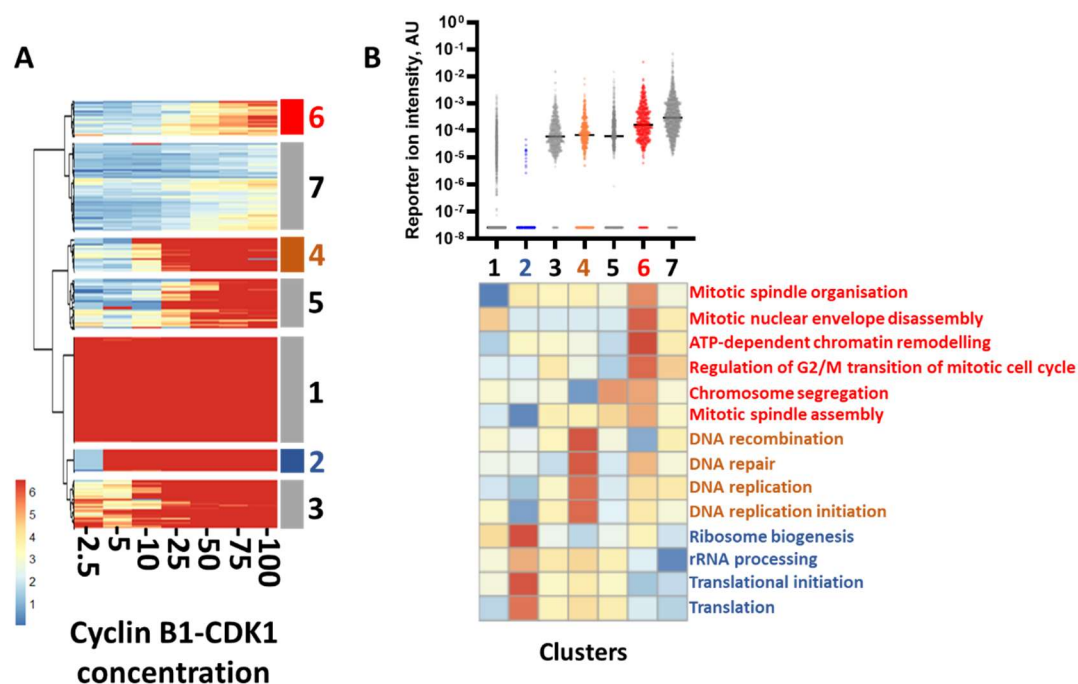 A
6
7
4
5
1
2
3
6
5
4
3
2
1
2.5
5
10
25
50
75
100
Cyclin B1-CDK1
concentration
B
Reporter ion intensity, AU
10⁰
10⁻¹
10⁻²
10⁻³
10⁻⁴
10⁻⁵
10⁻⁶
10⁻⁷
10⁻⁸
1 2 3 4 5 6 7
Mitotic spindle organisation
Mitotic nuclear envelope disassembly
ATP-dependent chromatin remodelling
Regulation of G2/M transition of mitotic cell cycle
Chromosome segregation
Mitotic spindle assembly
DNA recombination
DNA repair
DNA replication
DNA replication initiation
Ribosome biogenesis
rRNA processing
Translational initiation
Translation
Clusters